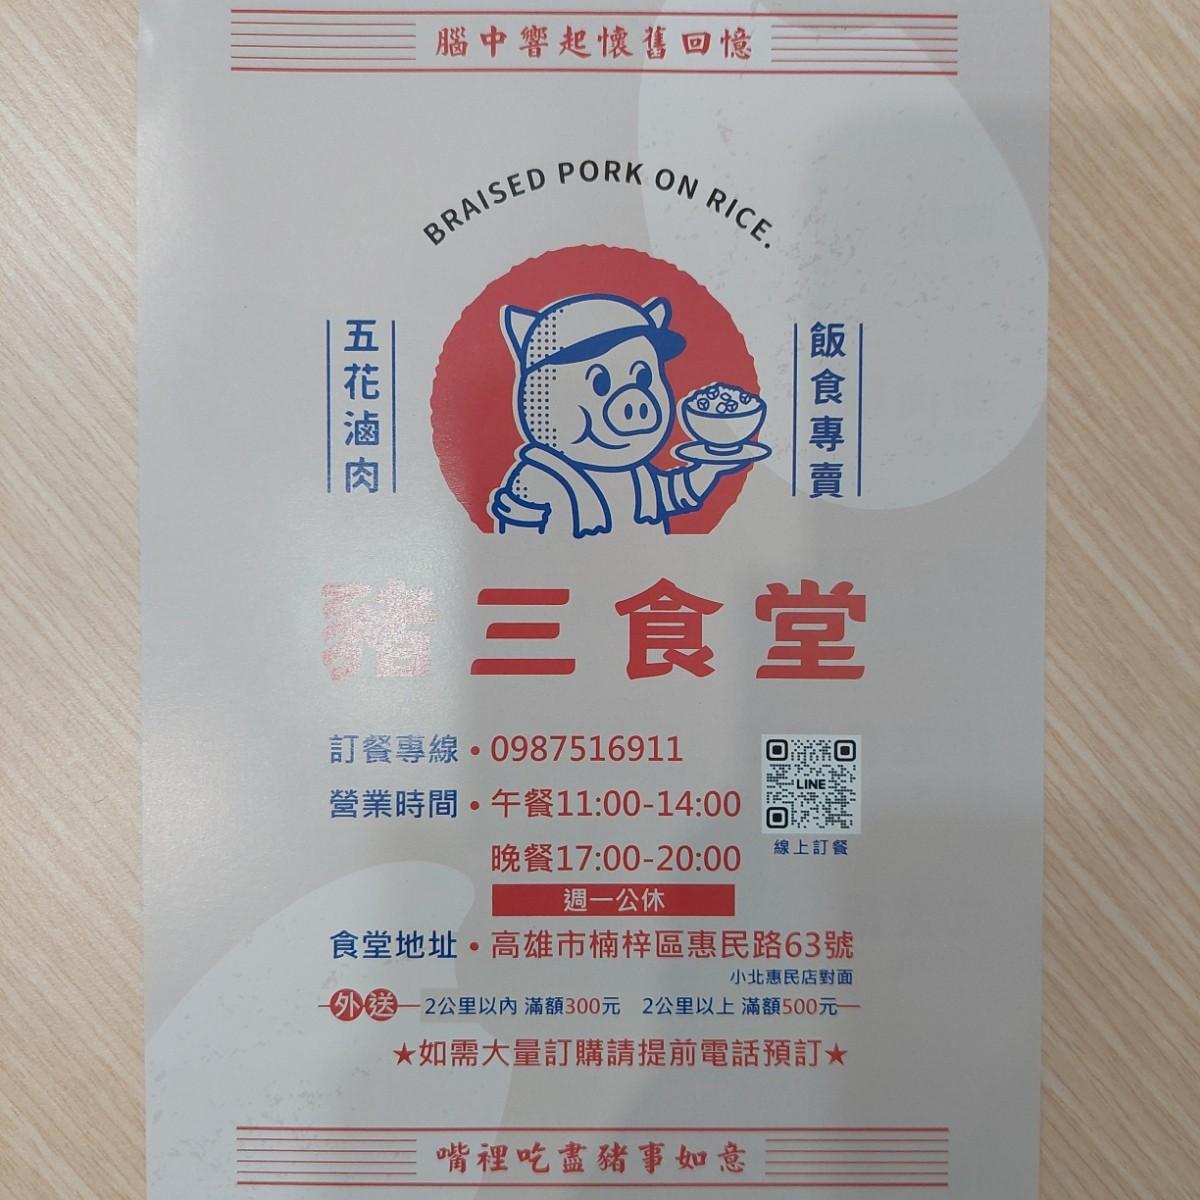 腦中響起懷舊回憶
BRAISED PORK ON RICE.
五花滷肉
飯食專賣
豬三食堂
訂餐專線・0987516911
營業時間・午餐11:00-14:00
晚餐17:00-20:00
LINE
線上訂餐
週一公休
食堂地址・高雄市楠梓區惠民路63號
小北惠民店對面
外送 2公里以內 滿額300元 2公里以上 滿額500元
★如需大量訂購請提前電話預訂★
嘴裡吃盡豬事如意